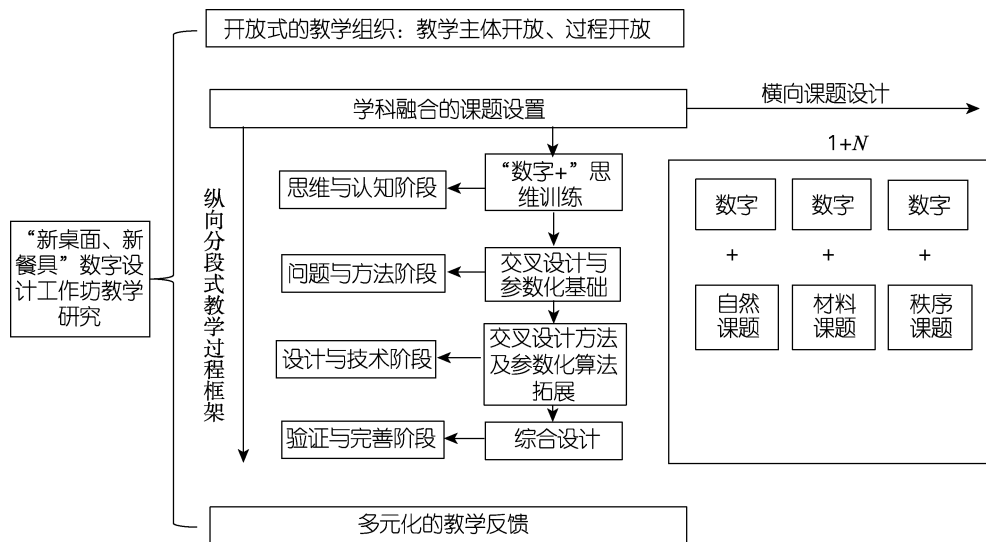 开放式的教学组织：教学主体开放、过程开放
学科融合的课题设置
横向课题设计
1+N
“数字+”思
维训练
思维与认知阶段
数字
数字
数字
纵向分段式教学过程框架
“新桌面、新
餐具”数字设
计工作坊教学
研究
+
+
+
问题与方法阶段
交叉设计与
参数化基础
自然
课题
材料
课题
秩序
课题
设计与技术阶段
交叉设计方法
及参数化算法
拓展
验证与完善阶段
综合设计
多元化的教学反馈